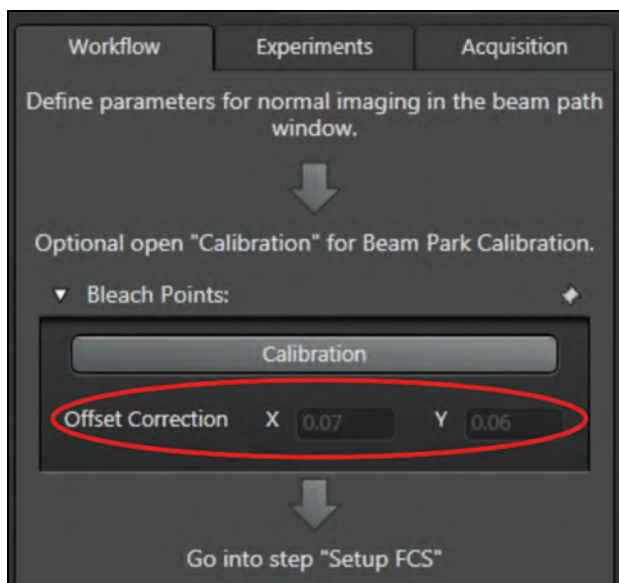 Workflow Experiments Acquisition
Define parameters for normal imaging in the beam path
window.
Optional open "Calibration" for Beam Park Calibration.
Bleach Points:
Calibration
Offset Correction X 0.07 Y 0.06
Go into step "Setup FCS"